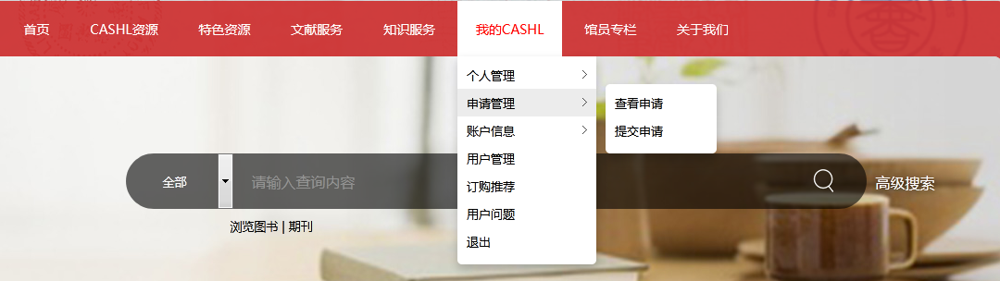 首页 CASHL资源 特色资源 文献服务 知识服务 我的CASHL 馆员专栏 关于我们
个人管理
申请管理
账户信息
用户管理
订购推荐
用户问题
退出
查看申请
提交申请
全部 请输入查询内容 高级搜索
浏览图书 | 期刊